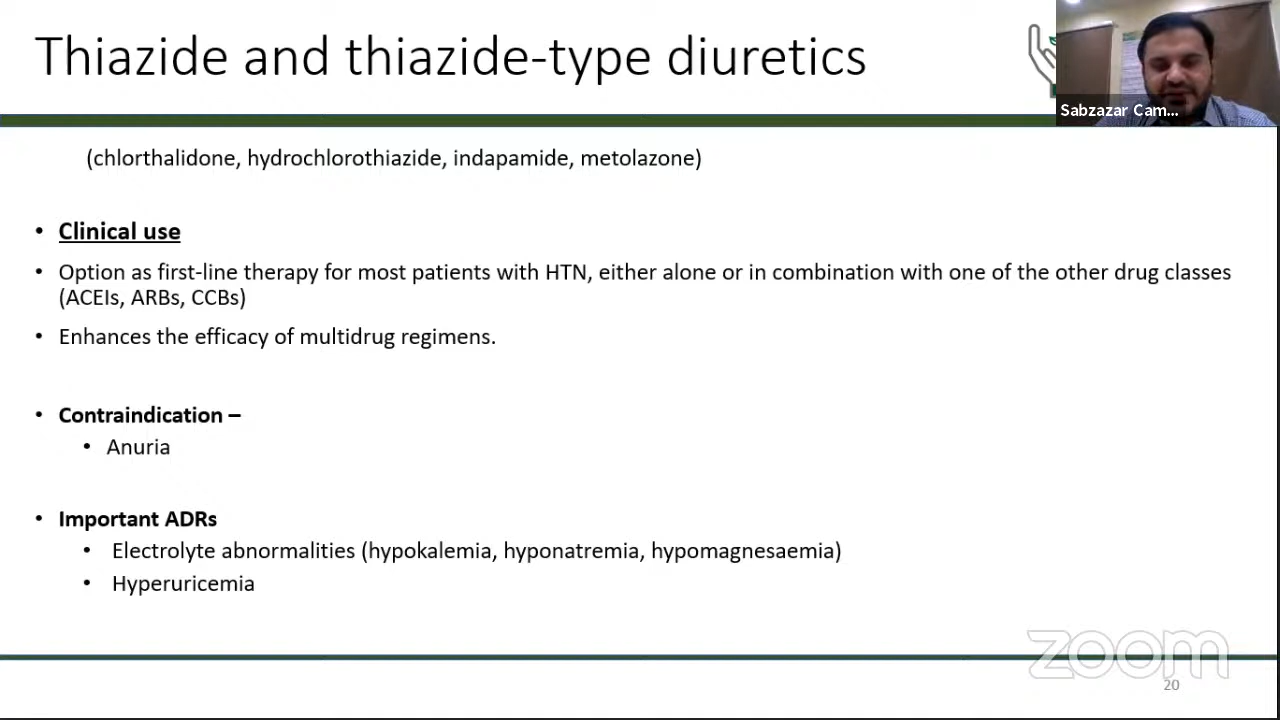 Thiazide and thiazide-type diuretics
Sabzazar Cam...
(chlorthalidone, hydrochlorothiazide, indapamide, metolazone)
• Clinical use
• Option as first-line therapy for most patients with HTN, either alone or in combination with one of the other drug classes
(ACEIs, ARBs, CCBs)
• Enhances the efficacy of multidrug regimens.
• Contraindication –
• Anuria
• Important ADRs
• Electrolyte abnormalities (hypokalemia, hyponatremia, hypomagnesaemia)
• Hyperuricemia
zoom
20